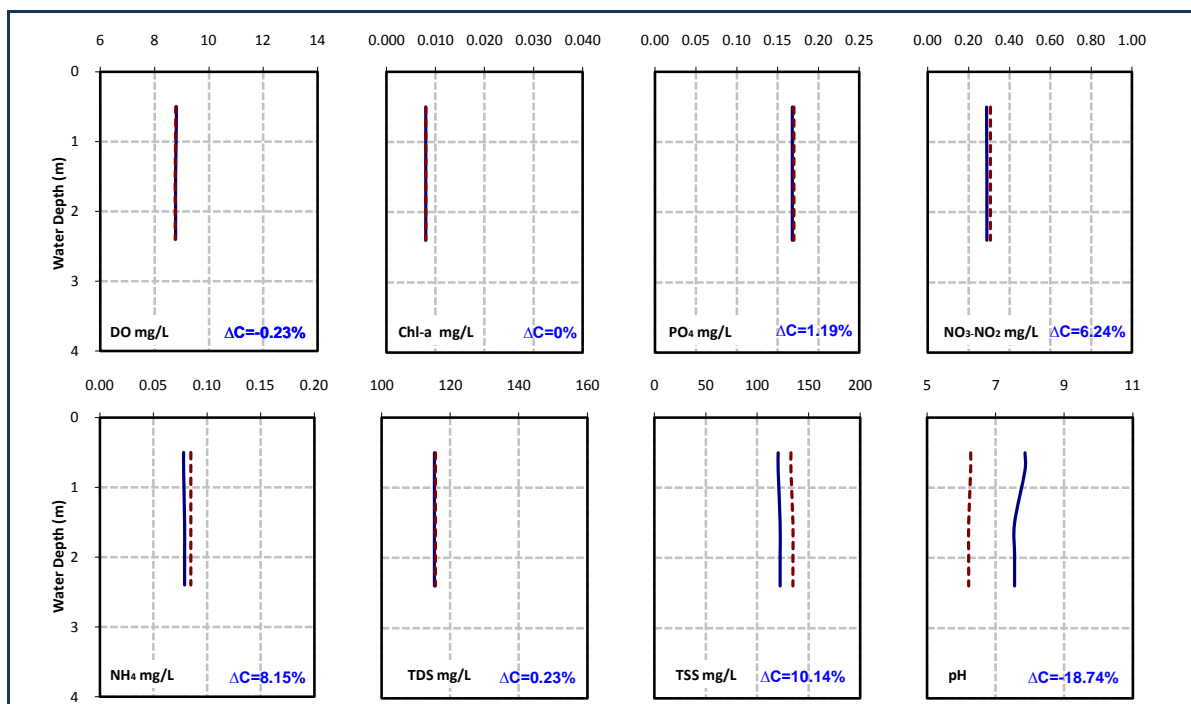 6 8 10 12 14
0.000 0.010 0.020 0.030 0.040
0.00 0.05 0.10 0.15 0.20 0.25
0.00 0.20 0.40 0.60 0.80 1.00
0
1
2
3
4
Water Depth (m)
DO mg/L ΔC=-0.23%
Chl-a mg/L ΔC=0%
PO₄ mg/L ΔC=1.19%
NO₃-NO₂ mg/L ΔC=6.24%
0.00 0.05 0.10 0.15 0.20
100 120 140 160
0 50 100 150 200
5 7 9 11
0
1
2
3
4
Water Depth (m)
NH₄ mg/L ΔC=8.15%
TDS mg/L ΔC=0.23%
TSS mg/L ΔC=10.14%
pH ΔC=-18.74%